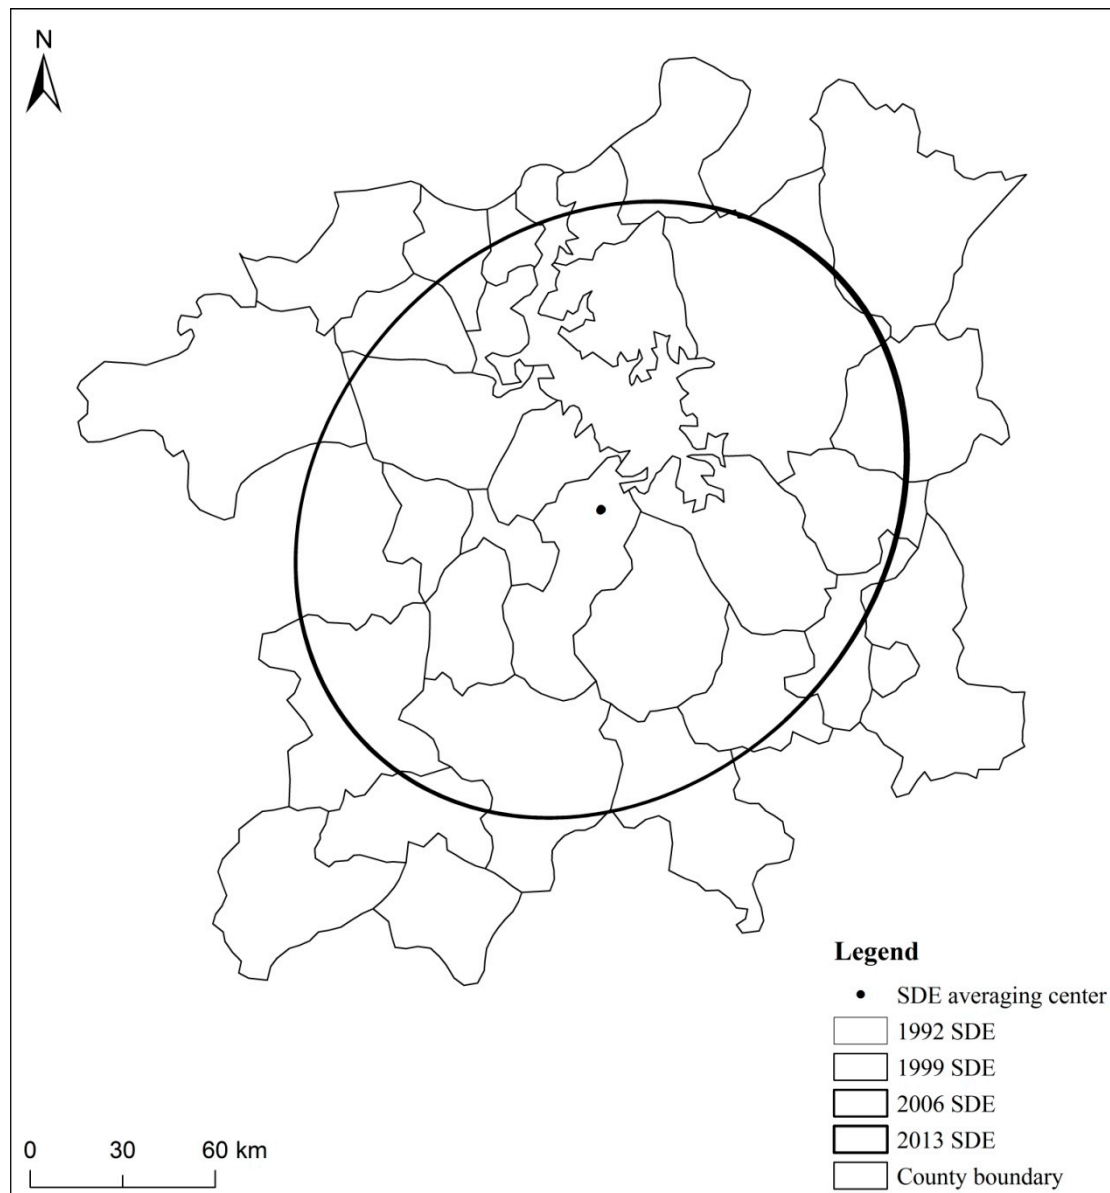 N
Legend
SDE averaging center
1992 SDE
1999 SDE
2006 SDE
2013 SDE
County boundary
0 30 60 km